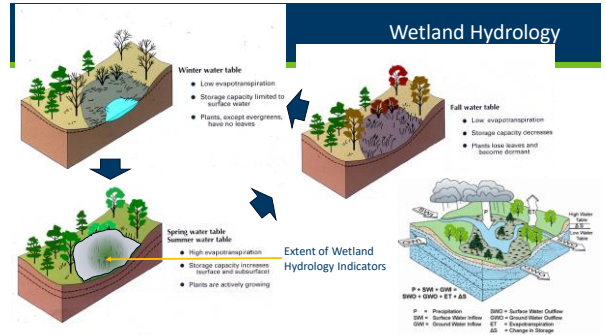 Wetland Hydrology
Winter water table
• Low evapotranspiration
• Storage capacity limited to
surface water
• Plants, except evergreens,
have no leaves
Fall water table
• Low evapotranspiration
• Storage capacity decreases
• Plants lose leaves and
become dormant
Spring water table
Summer water table
• High evapotranspiration
• Storage capacity increases
(surface and subsurface)
• Plants are actively growing
Extent of Wetland
Hydrology Indicators
P
High Water
Table
Δ S
Low Water
Table
P + SWI + GWI =
SWO + GWO + ET + ΔS
P = Precipitation
SWI = Surface Water Inflow
GWI = Ground Water Inflow
SWO = Surface Water Outflow
GWO = Ground Water Outflow
ET = Evapotranspiration
ΔS = Change in Storage